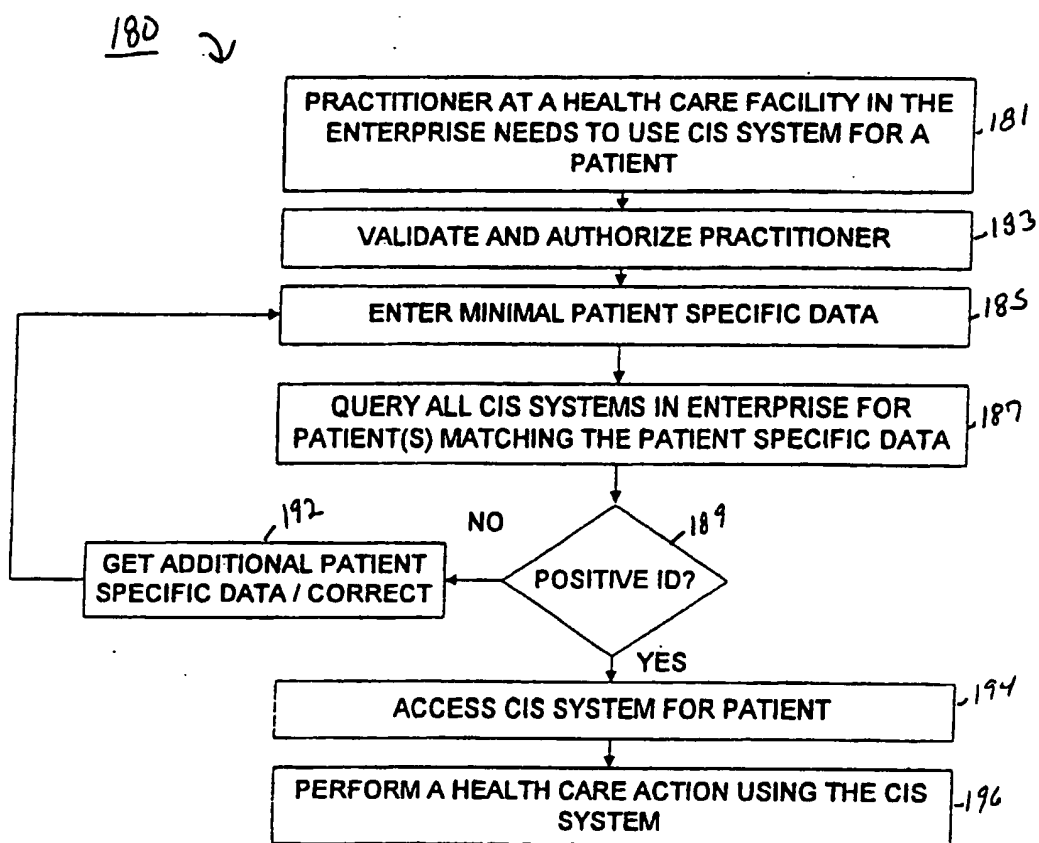 180
PRACTITIONER AT A HEALTH CARE FACILITY IN THE
ENTERPRISE NEEDS TO USE CIS SYSTEM FOR A
PATIENT
181
VALIDATE AND AUTHORIZE PRACTITIONER
183
ENTER MINIMAL PATIENT SPECIFIC DATA
185
QUERY ALL CIS SYSTEMS IN ENTERPRISE FOR
PATIENT(S) MATCHING THE PATIENT SPECIFIC DATA
187
192
NO
189
GET ADDITIONAL PATIENT
SPECIFIC DATA / CORRECT
POSITIVE ID?
YES
ACCESS CIS SYSTEM FOR PATIENT
194
PERFORM A HEALTH CARE ACTION USING THE CIS
SYSTEM
196